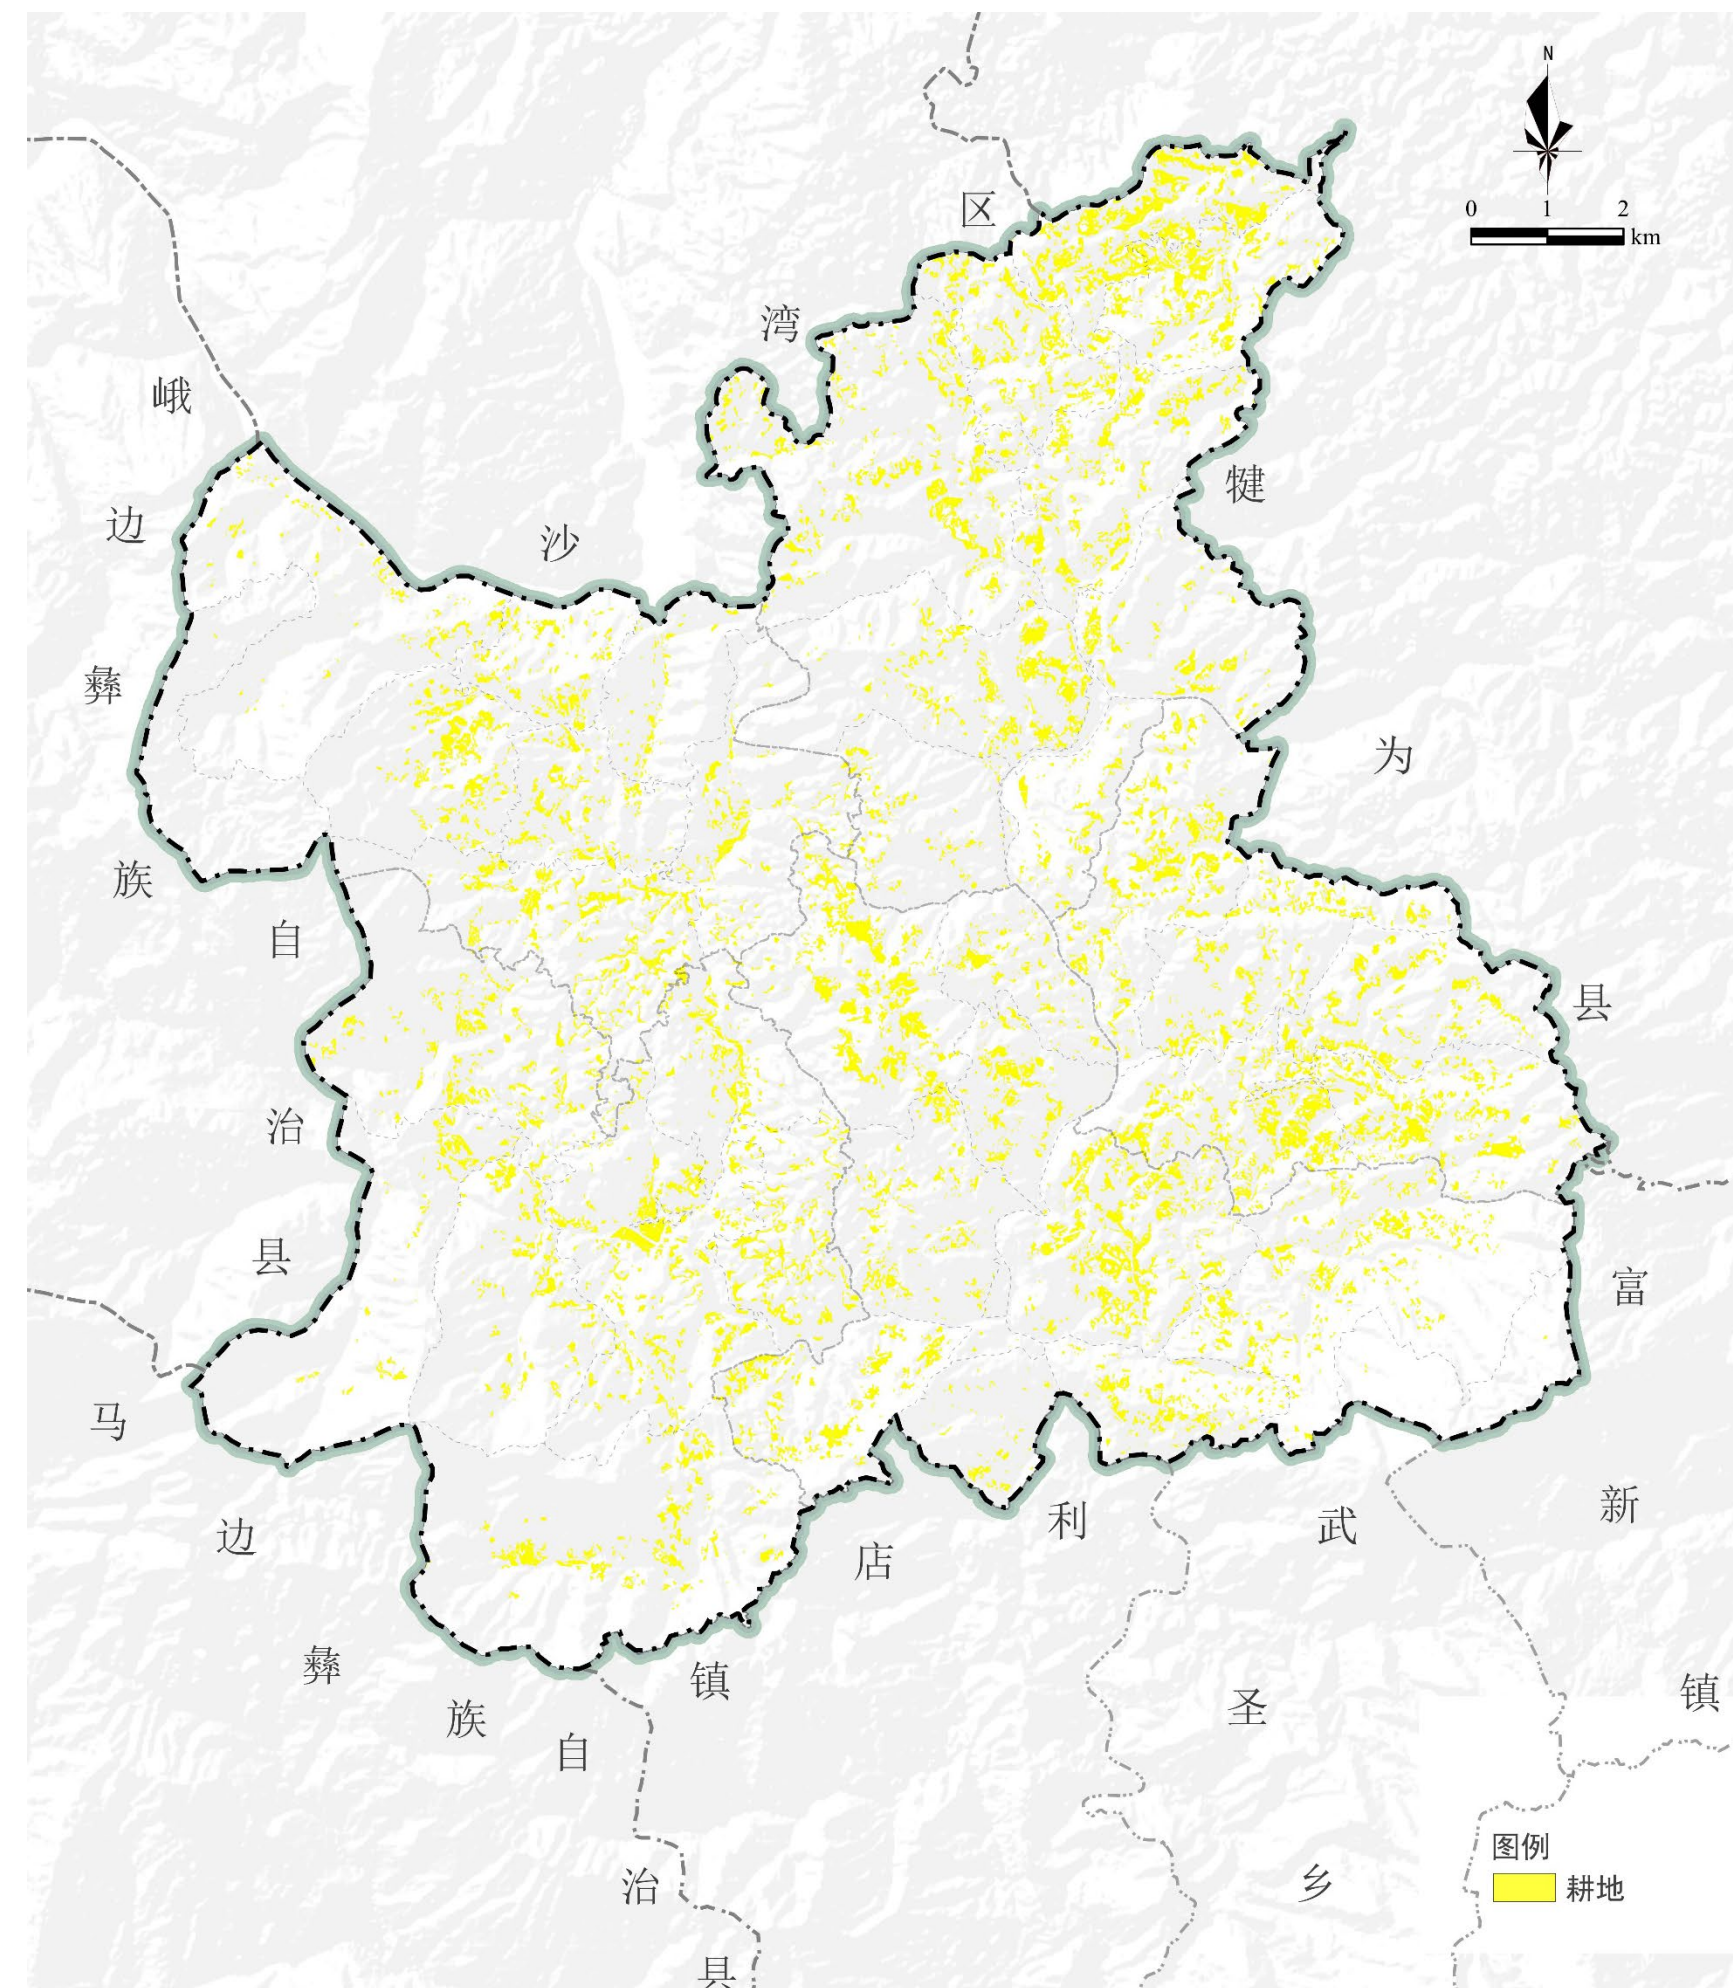 N
0 1 2
km
区
湾
沙
峨
边
彝
族
自
治
县
犍
为
县
马
边
彝
族
自
治
县
利
店
镇
武
圣
乡
富
新
镇
图例
耕地